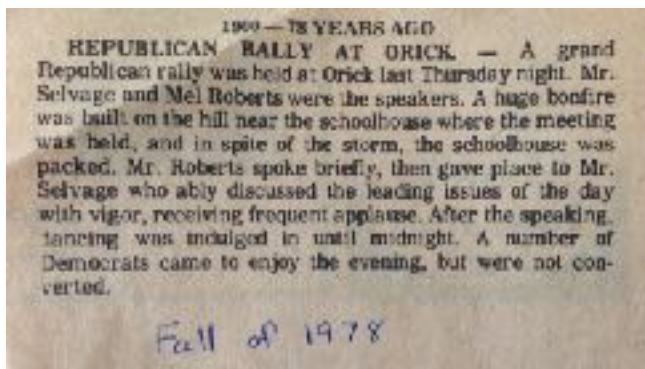 1900 — 78 YEARS AGO
REPUBLICAN RALLY AT ORICK. — A grand
Republican rally was held at Orick last Thursday night. Mr.
Selvage and Mel Roberts were the speakers. A huge bonfire
was built on the hill near the schoolhouse where the meeting
was held, and in spite of the storm, the schoolhouse was
packed. Mr. Roberts spoke briefly, then gave place to Mr.
Selvage who ably discussed the leading issues of the day
with vigor, receiving frequent applause. After the speaking,
dancing was indulged in until midnight. A number of
Democrats came to enjoy the evening, but were not con-
verted.
Fall of 1978